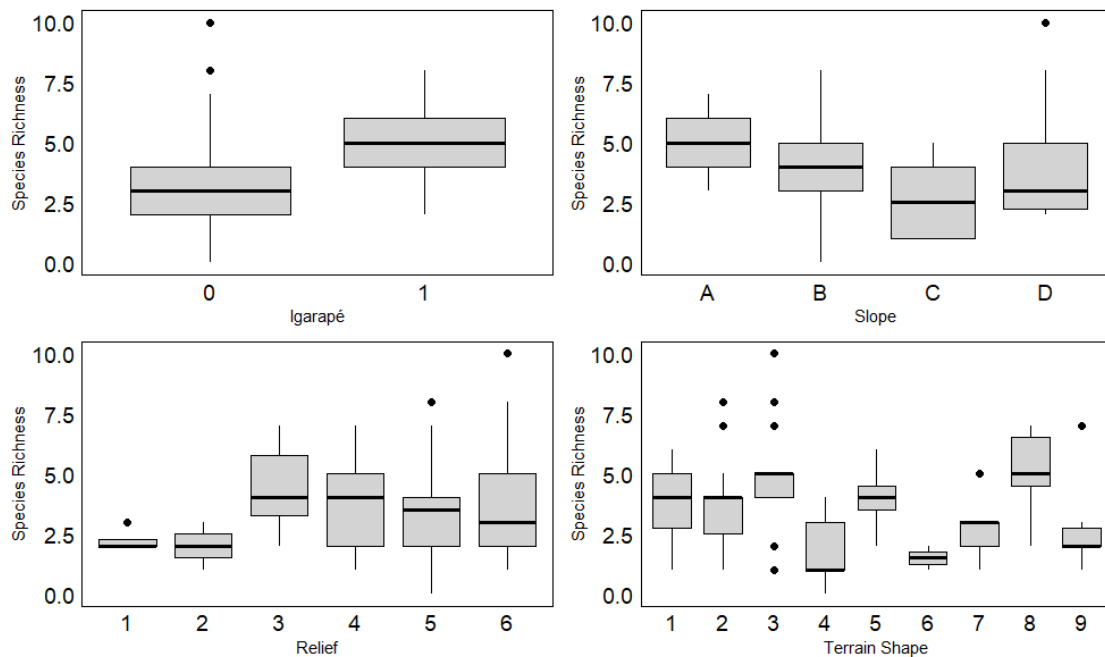 Species Richness
10.0
7.5
5.0
2.5
0.0
0 1
Igarapé
Species Richness
10.0
7.5
5.0
2.5
0.0
A B C D
Slope
Species Richness
10.0
7.5
5.0
2.5
0.0
1 2 3 4 5 6
Relief
Species Richness
10.0
7.5
5.0
2.5
0.0
1 2 3 4 5 6 7 8 9
Terrain Shape